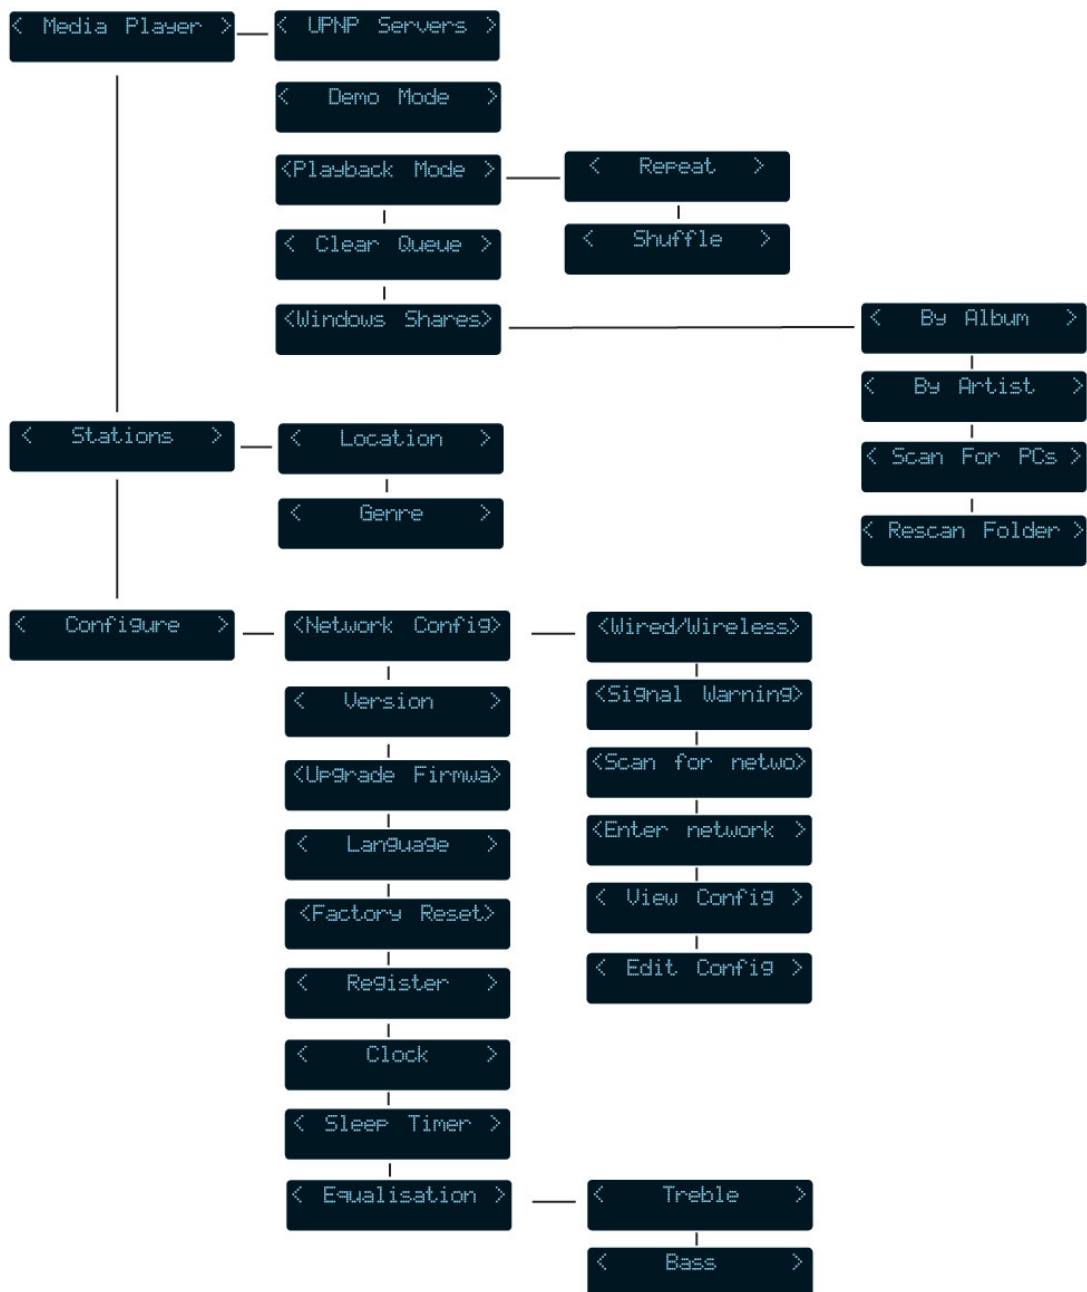 < Media Player >
< UPNP Servers >
< Demo Mode >
<Playback Mode >
< Repeat >
< Shuffle >
< Clear Queue >
<Windows Shares>
< By Album >
< By Artist >
< Scan For PCs >
< Rescan Folder >
< Stations >
< Location >
< Genre >
< Configure >
<Network Config>
<Wired/Wireless>
<Signal Warning>
<Scan for netwo>
<Enter network >
< View Config >
< Edit Config >
< Version >
<Upgrade Firmwa>
< Language >
<Factory Reset>
< Register >
< Clock >
< Sleep Timer >
< Equalisation >
< Treble >
< Bass >